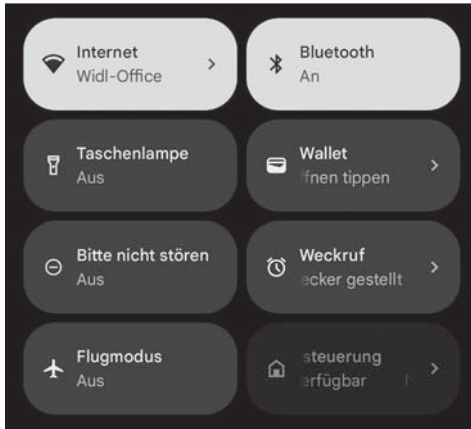 Internet
Widl-Office
Bluetooth
An
Taschenlampe
Aus
Wallet
fnen tippen
Bitte nicht stören
Aus
Weckruf
ecker gestellt
Flugmodus
Aus
steuerung
erfügbar